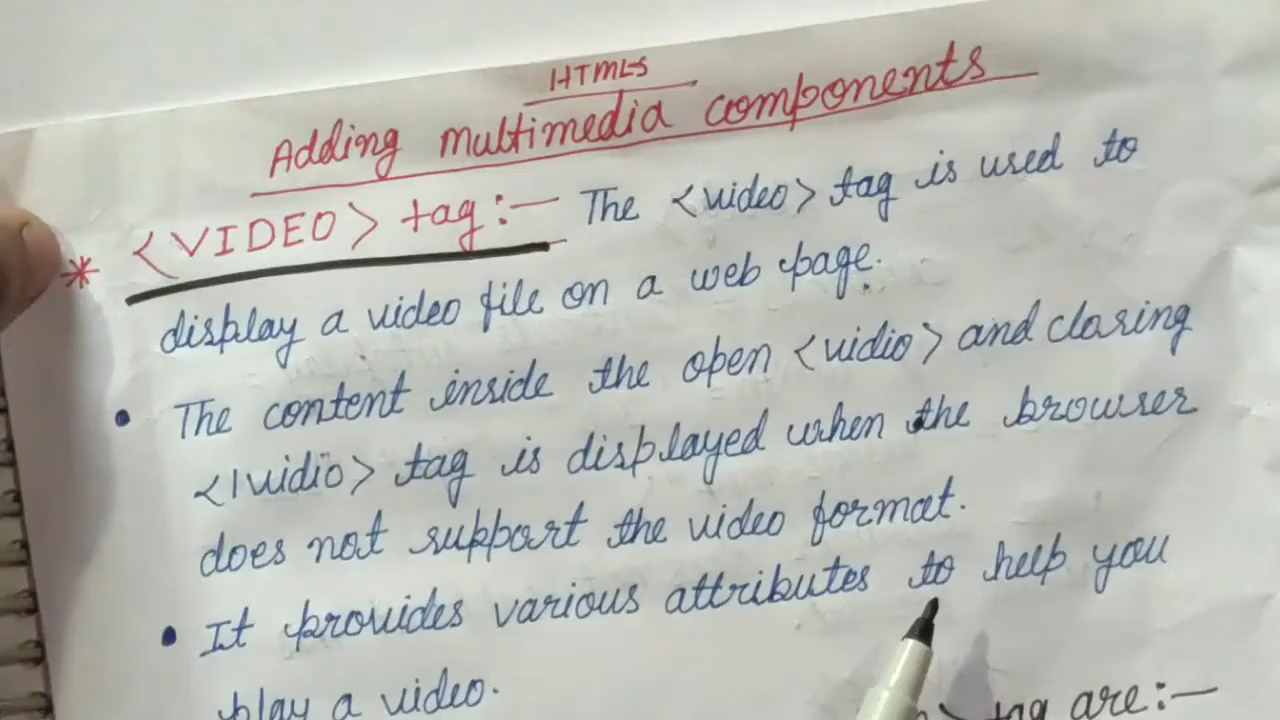 HTML5
Adding multimedia components
* <VIDEO> tag:- The <video> tag is used to
display a video file on a web page.
• The content inside the open <vidio> and closing
</vidio> tag is displayed when the browser
does not support the video format.
• It provides various attributes to help you
play a video.
> tag are:-